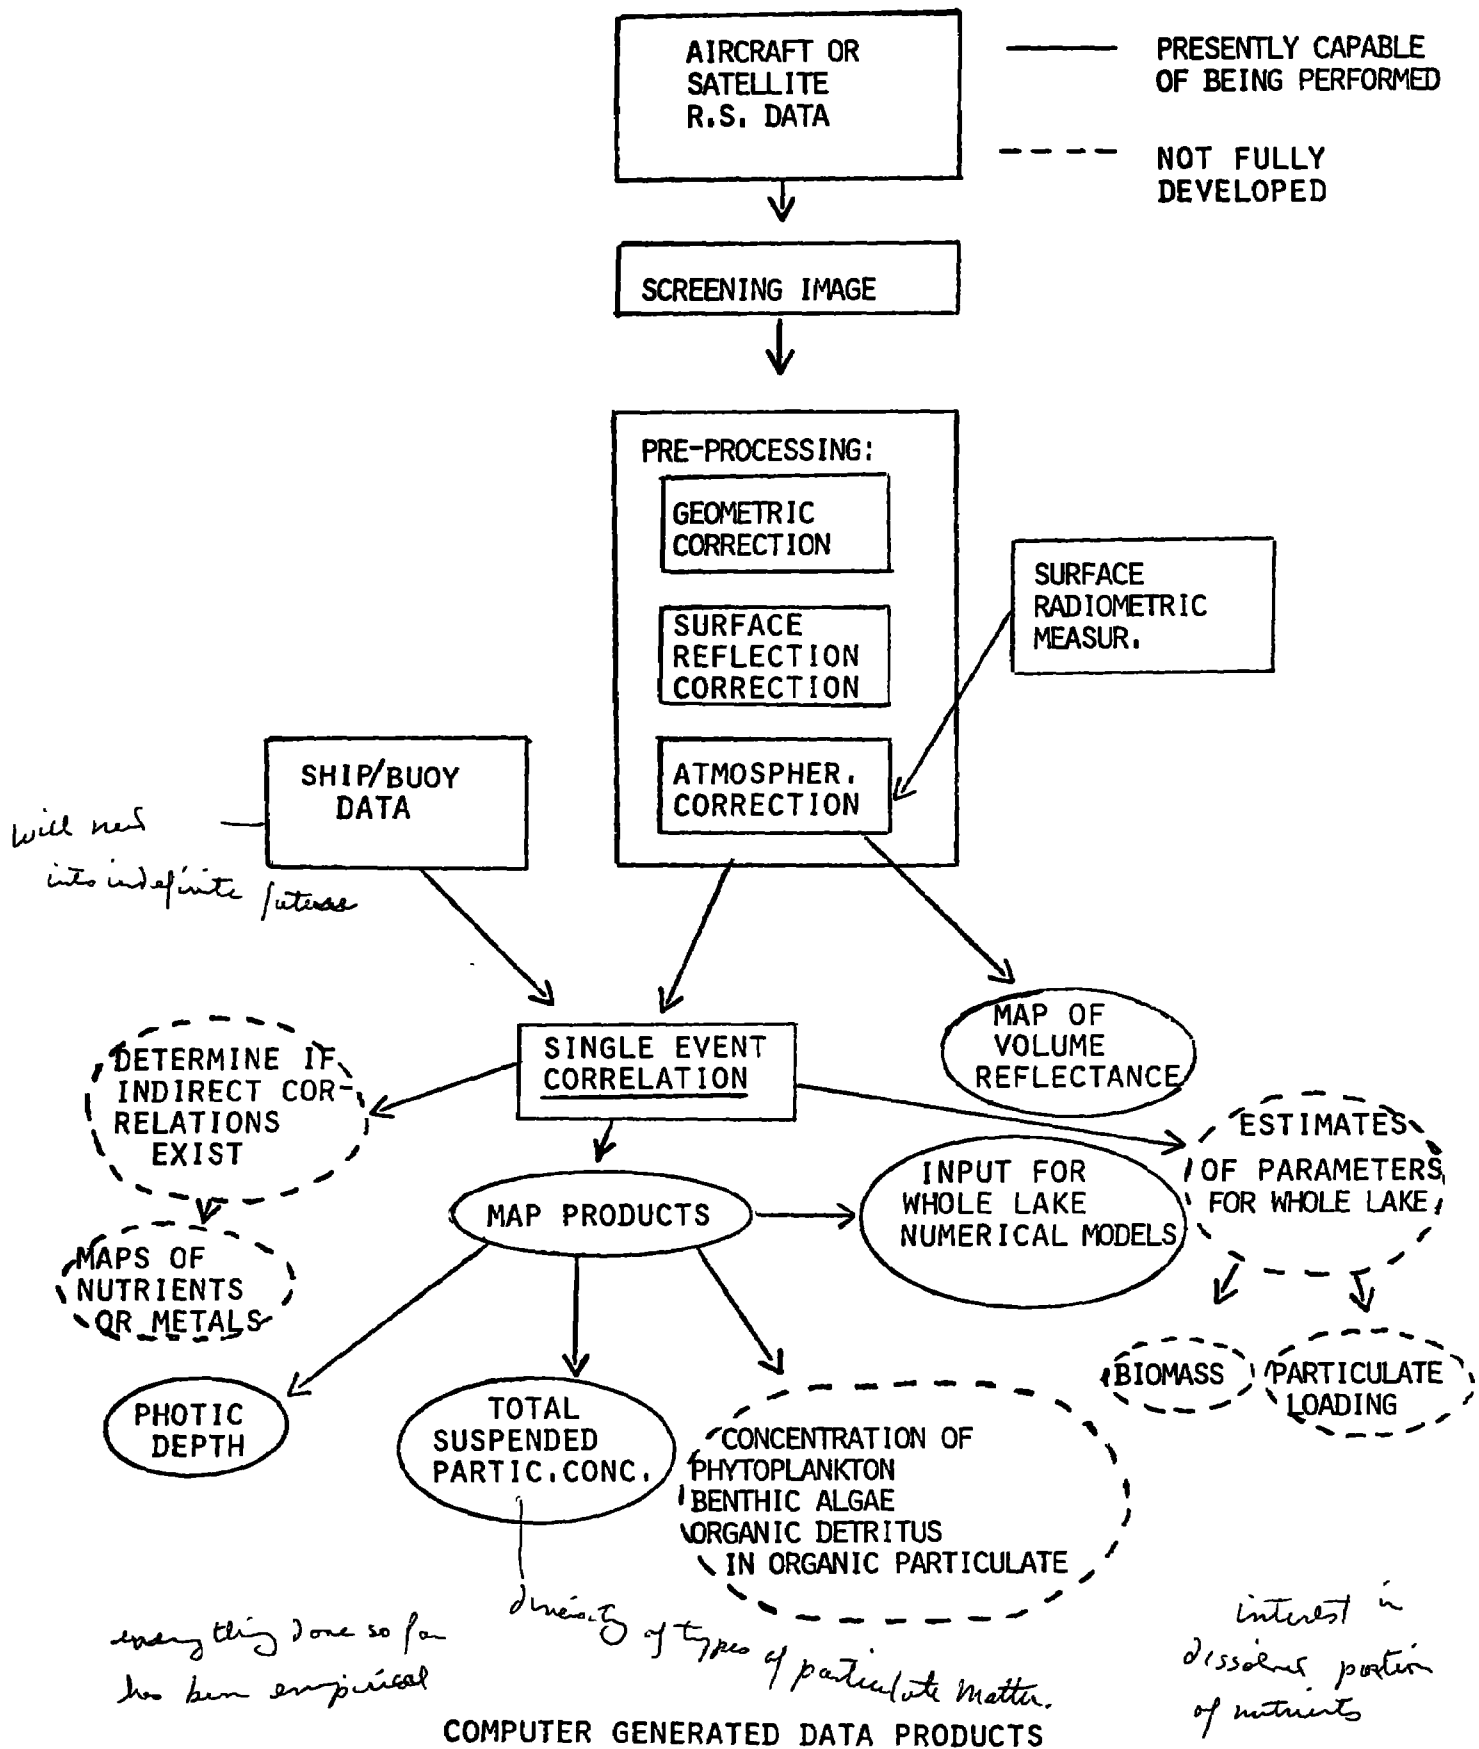 AIRCRAFT OR
SATELLITE
R.S. DATA
PRESENTLY CAPABLE
OF BEING PERFORMED
NOT FULLY
DEVELOPED
SCREENING IMAGE
PRE-PROCESSING:
GEOMETRIC
CORRECTION
SURFACE
REFLECTION
CORRECTION
ATMOSPHER.
CORRECTION
SURFACE
RADIOMETRIC
MEASUR.
SHIP/BUOY
DATA
will need
into indefinite future
SINGLE EVENT
CORRELATION
MAP OF
VOLUME
REFLECTANCE
DETERMINE IF
INDIRECT COR-
RELATIONS
EXIST
ESTIMATES
OF PARAMETERS
FOR WHOLE LAKE
MAP PRODUCTS
INPUT FOR
WHOLE LAKE
NUMERICAL MODELS
MAPS OF
NUTRIENTS
OR METALS
BIOMASS
PARTICULATE
LOADING
PHOTIC
DEPTH
TOTAL
SUSPENDED
PARTIC.CONC.
CONCENTRATION OF
PHYTOPLANKTON
BENTHIC ALGAE
ORGANIC DETRITUS
IN ORGANIC PARTICULATE
everything done so far
has been empirical
diversity of types of particulate matter.
interest in
dissolved portion
of nutrients
COMPUTER GENERATED DATA PRODUCTS